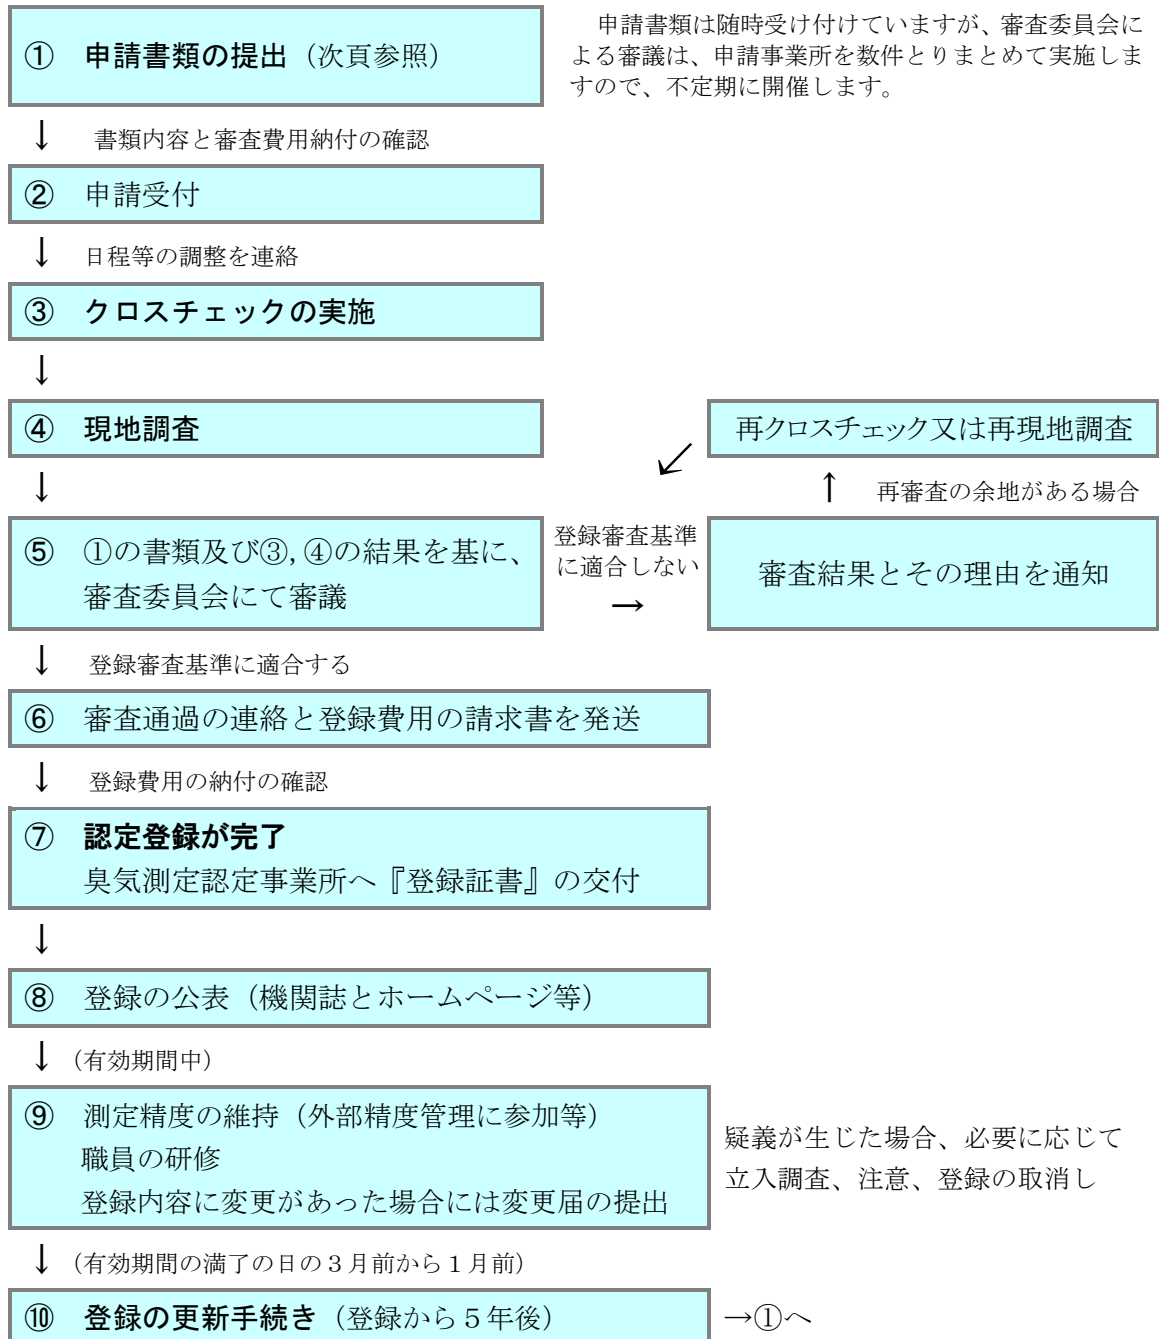 ① 申請書類の提出（次頁参照）
申請書類は随時受け付けていますが、審査委員会に
よる審議は、申請事業所を数件とりまとめて実施しま
すので、不定期に開催します。
↓ 書類内容と審査費用納付の確認
② 申請受付
↓ 日程等の調整を連絡
③ クロスチェックの実施
↓
④ 現地調査
再クロスチェック又は再現地調査
↙
↓
↑ 再審査の余地がある場合
⑤ ①の書類及び③,④の結果を基に、
審査委員会にて審議
登録審査基準
に適合しない
→
審査結果とその理由を通知
↓ 登録審査基準に適合する
⑥ 審査通過の連絡と登録費用の請求書を発送
↓ 登録費用の納付の確認
⑦ 認定登録が完了
臭気測定認定事業所へ『登録証書』の交付
↓
⑧ 登録の公表（機関誌とホームページ等）
↓（有効期間中）
⑨ 測定精度の維持（外部精度管理に参加等）
職員の研修
登録内容に変更があった場合には変更届の提出
疑義が生じた場合、必要に応じて
立入調査、注意、登録の取消し
↓（有効期間の満了の日の３月前から１月前）
⑩ 登録の更新手続き（登録から５年後）
→①へ